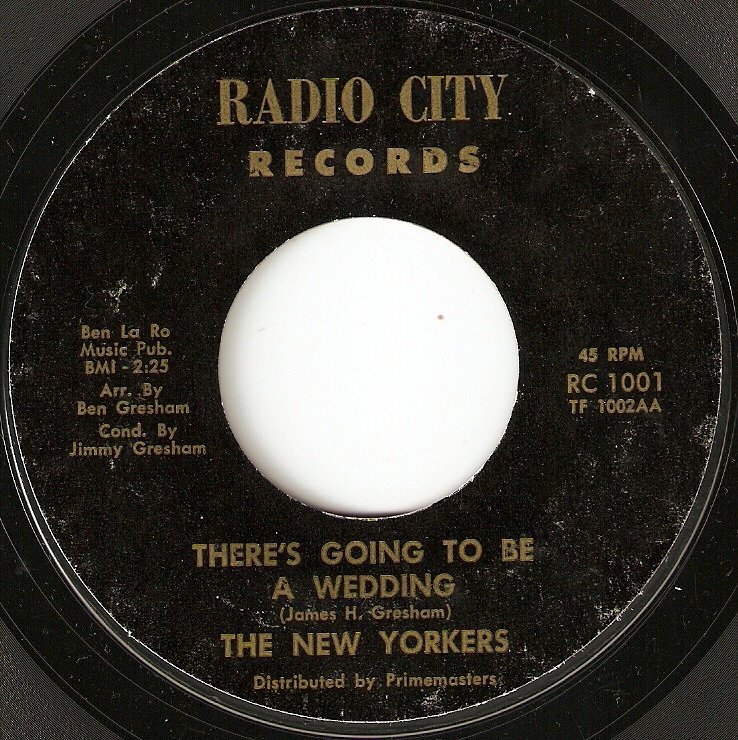 RADIO CITY
RECORDS
Ben La Ro
Music Pub.
BMI - 2:25
Arr. By
Ben Gresham
Cond. By
Jimmy Gresham
45 RPM
RC 1001
TF 1002AA
THERE'S GOING TO BE
A WEDDING
(James H. Gresham)
THE NEW YORKERS
Distributed by Primemasters